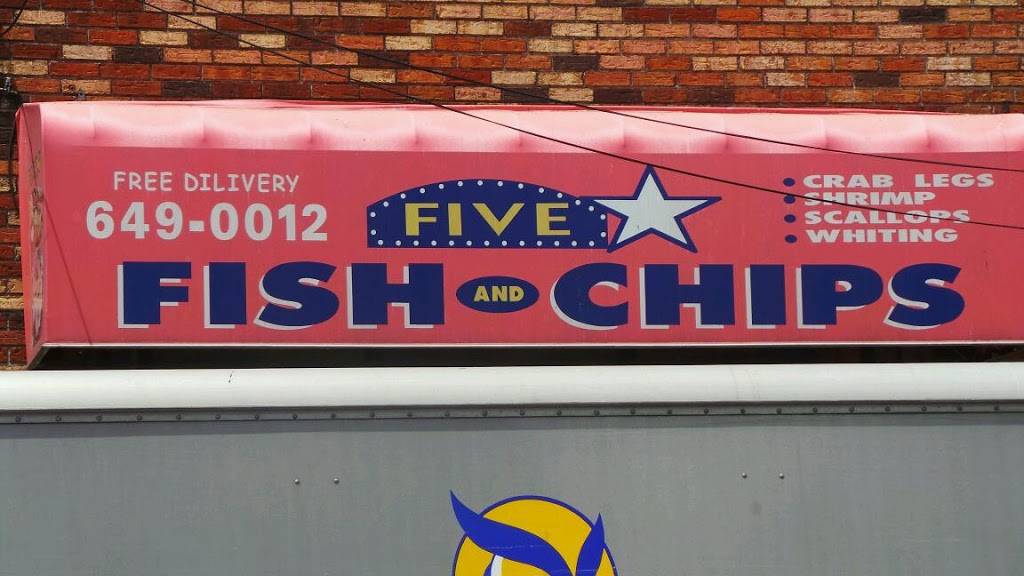 FREE DILIVERY
649-0012
FIVE
FISH AND CHIPS
CRAB LEGS
SHRIMP
SCALLOPS
WHITING